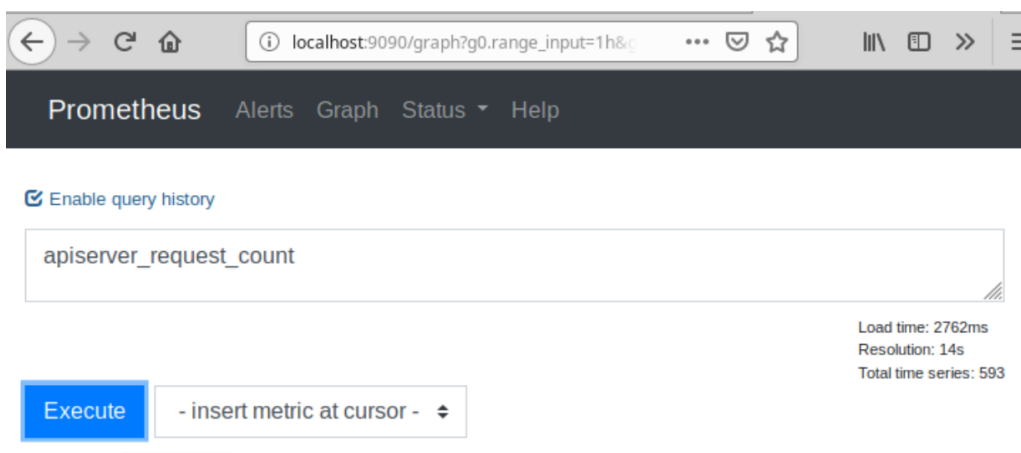 localhost:9090/graph?g0.range_input=1h&
Prometheus Alerts Graph Status Help
Enable query history
apiserver_request_count
Load time: 2762ms
Resolution: 14s
Total time series: 593
Execute - insert metric at cursor -